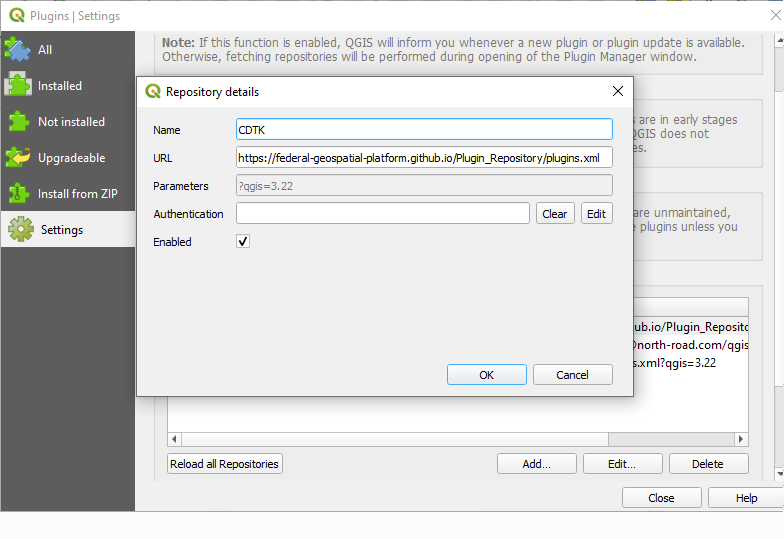 Plugins | Settings
All
Installed
Not installed
Upgradeable
Install from ZIP
Settings
Note: If this function is enabled, QGIS will inform you whenever a new plugin or plugin update is available.
Otherwise, fetching repositories will be performed during opening of the Plugin Manager window.
s are in early stages
QGIS does not
es.
are unmaintained,
e plugins unless you
Repository details
Name CDTK
URL https://federal-geospatial-platform.github.io/Plugin_Repository/plugins.xml
Parameters ?qgis=3.22
Authentication Clear Edit
Enabled
OK Cancel
ub.io/Plugin_Reposito
@north-road.com/qgis
s.xml?qgis=3.22
Reload all Repositories Add... Edit... Delete
Close Help